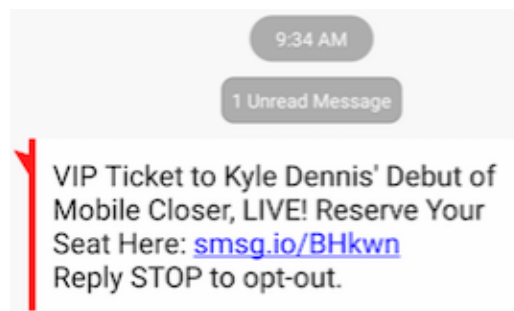 9:34 AM
1 Unread Message
VIP Ticket to Kyle Dennis' Debut of
Mobile Closer, LIVE! Reserve Your
Seat Here: smsg.io/BHkwn
Reply STOP to opt-out.